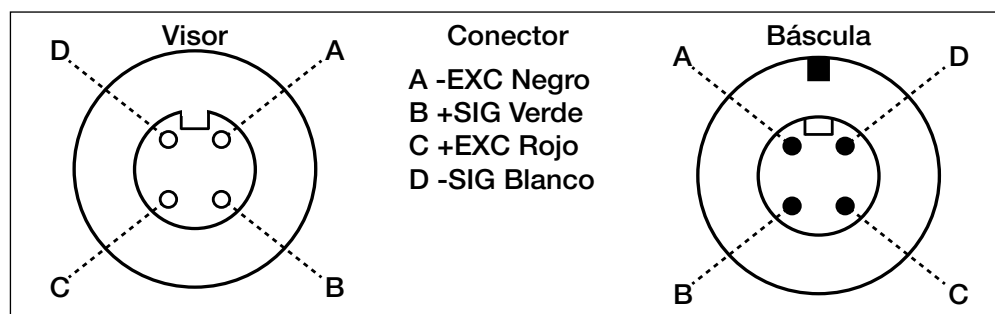 Visor
D
A
C
B
Conector
A -EXC Negro
B +SIG Verde
C +EXC Rojo
D -SIG Blanco
Báscula
A
D
B
C